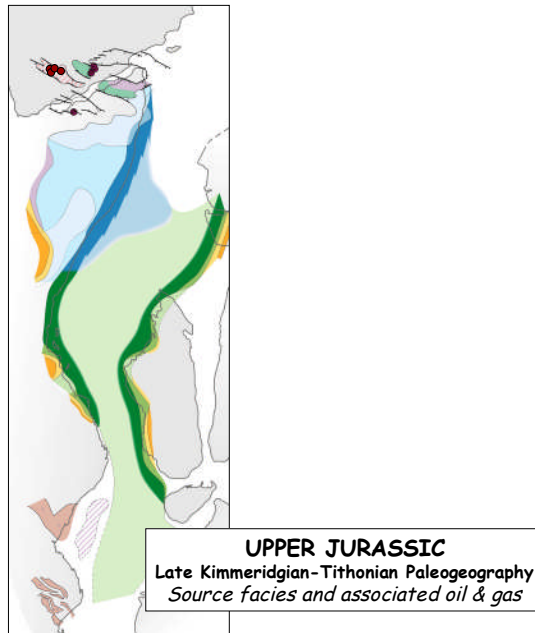 UPPER JURASSIC
Late Kimmeridgian-Tithonian Paleogeography
Source facies and associated oil & gas